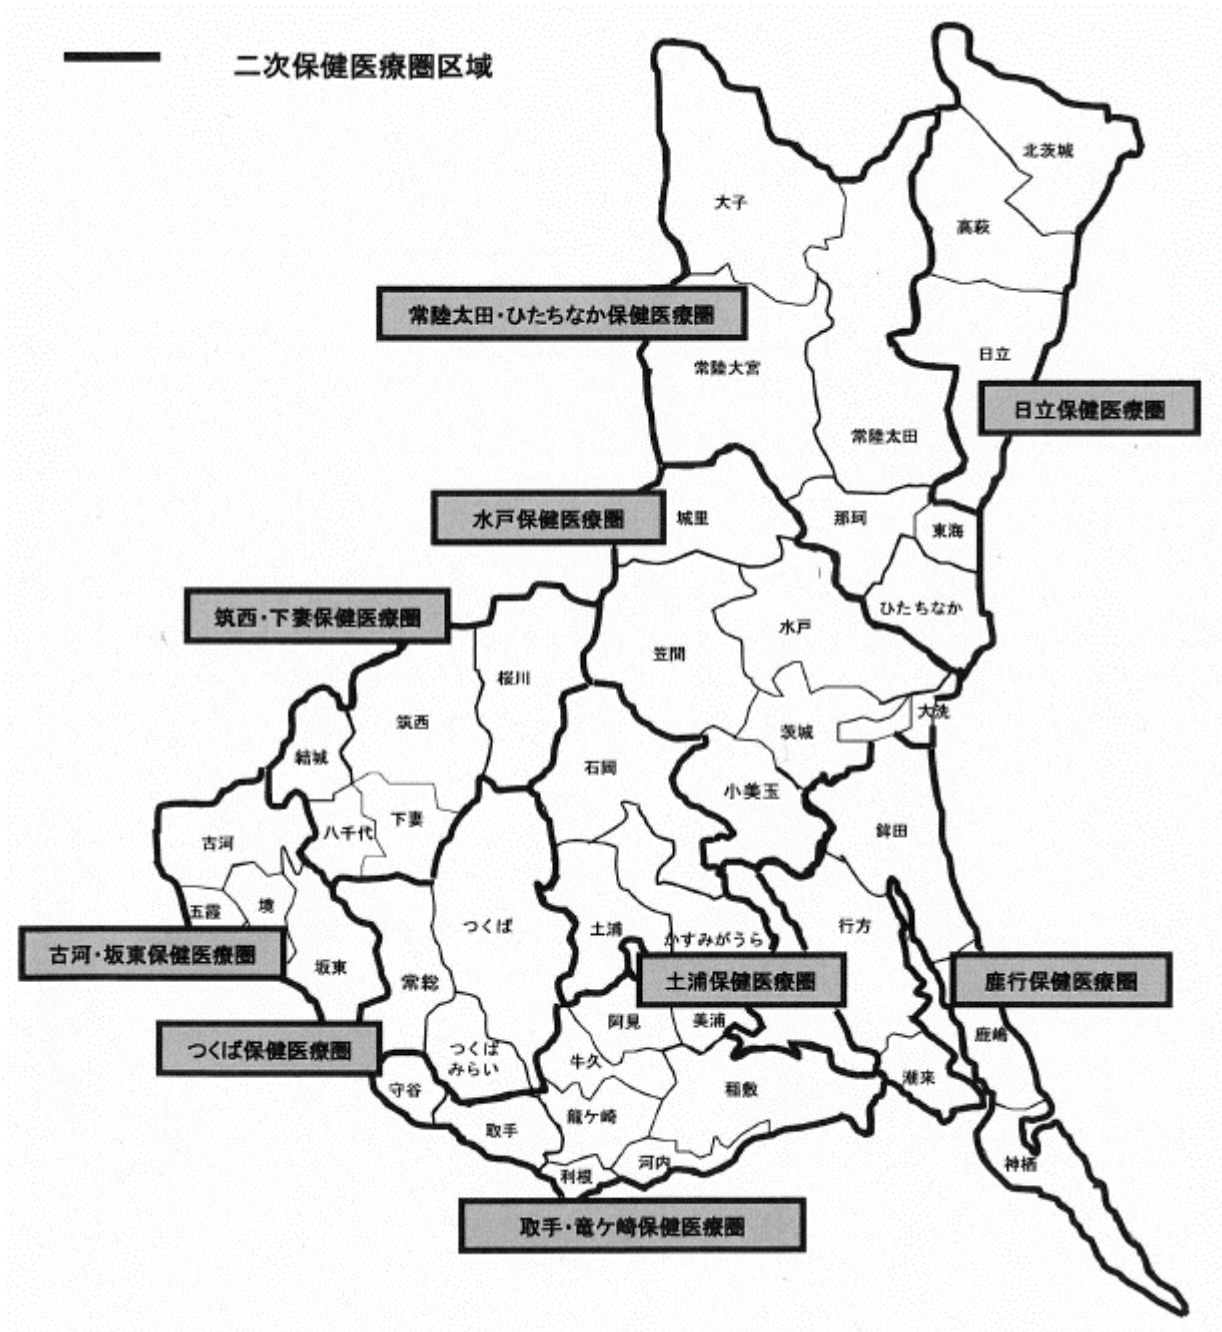 二次保健医療圏区域
北茨城
大子
高萩
常陸太田・ひたちなか保健医療圏
日立
常陸大宮
日立保健医療圏
常陸太田
水戸保健医療圏
城里
那珂
東海
筑西・下妻保健医療圏
ひたちなか
水戸
笠間
桜川
筑西
大洗
茨城
結城
石岡
小美玉
古河
八千代
下妻
鉾田
五霞
境
つくば
土浦
かすみがうら
行方
古河・坂東保健医療圏
坂東
常総
土浦保健医療圏
鹿行保健医療圏
阿見
美浦
鹿嶋
つくば保健医療圏
つくば
みらい
牛久
守谷
稲敷
潮来
取手
龍ケ崎
利根
河内
神栖
取手・竜ケ崎保健医療圏